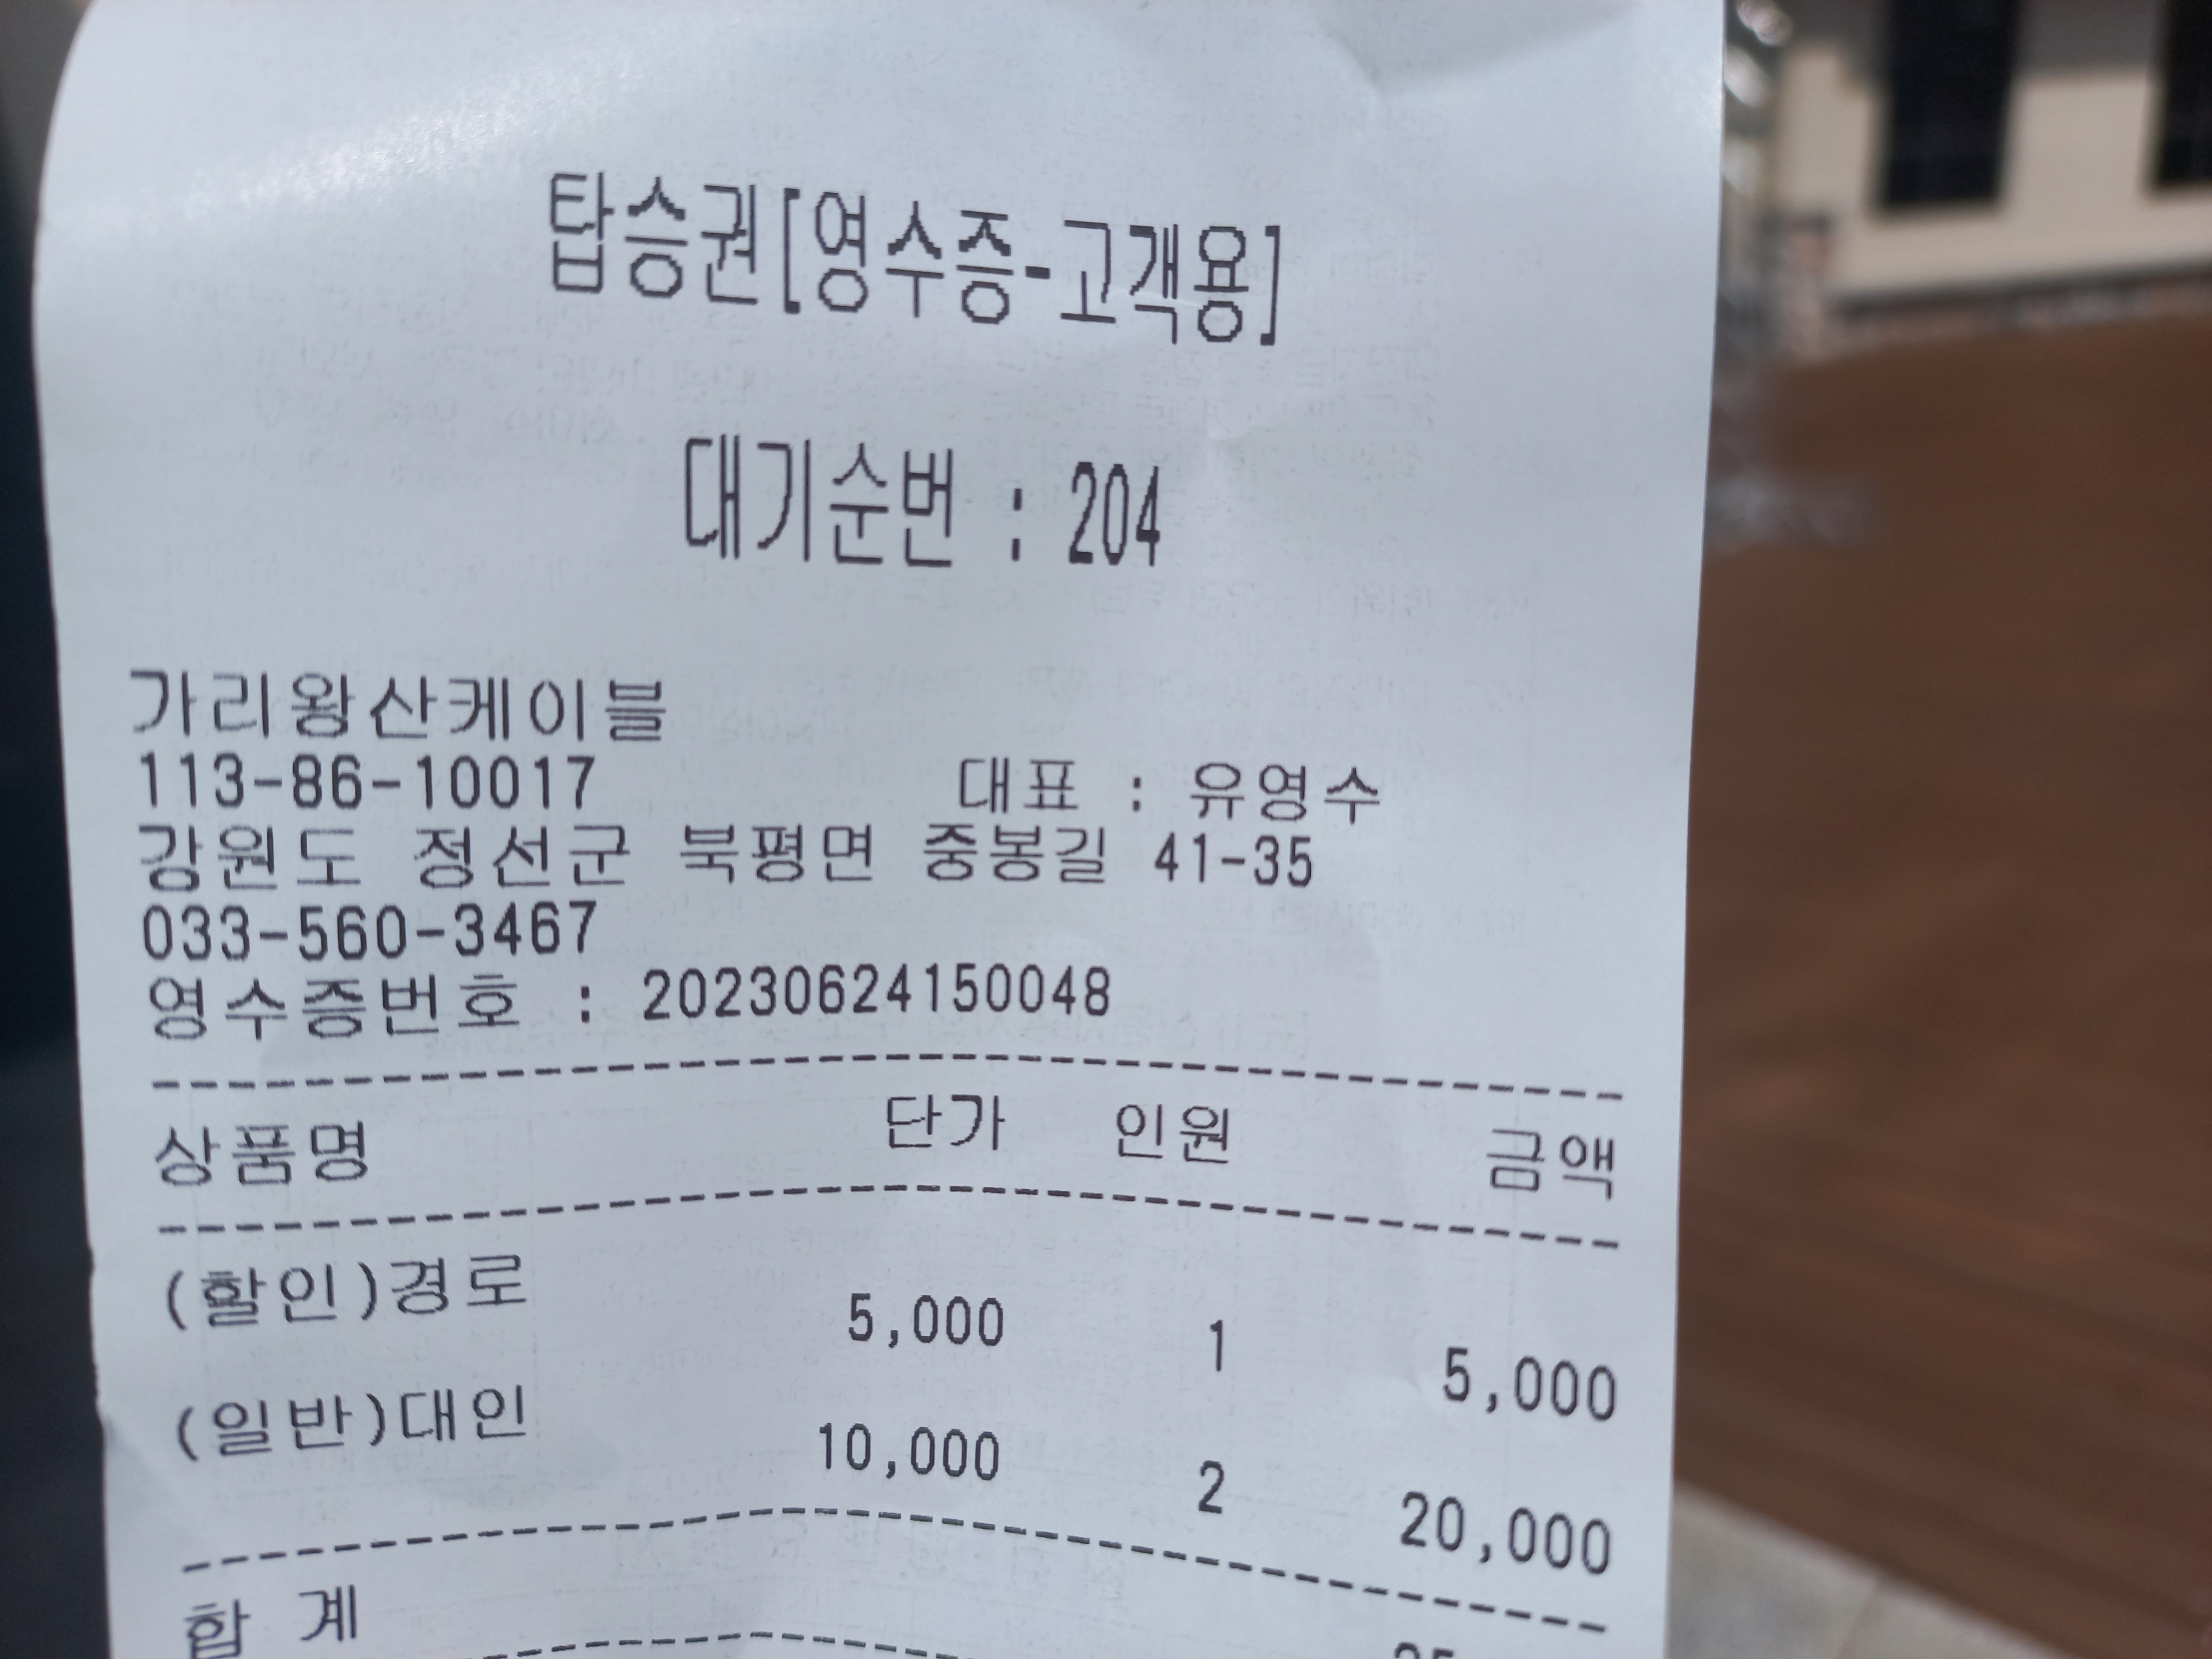 탑승권[영수증-고객용]
대기순번 : 204
가리왕산케이블
113-86-10017 대표 : 유영수
강원도 정선군 북평면 중봉길 41-35
033-560-3467
영수증번호 : 20230624150048
상품명 단가 인원 금액
(할인)경로 5,000 1 5,000
(일반)대인 10,000 2 20,000
합 계